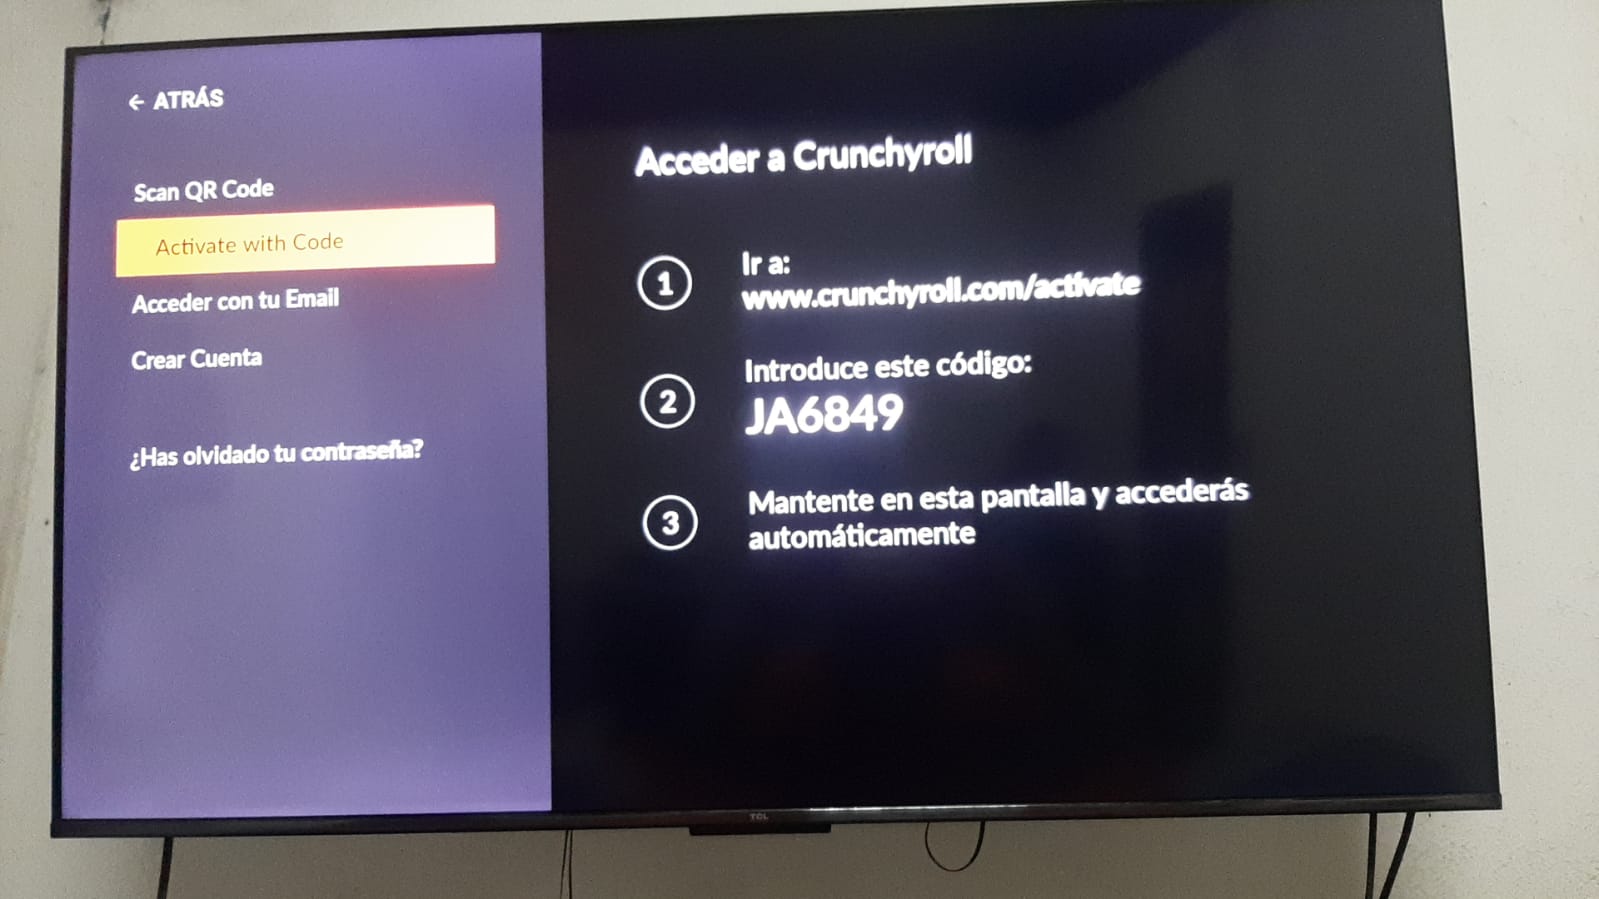 ← ATRÁS
Scan QR Code
Activate with Code
Acceder con tu Email
Crear Cuenta
¿Has olvidado tu contraseña?
Acceder a Crunchyroll
1
Ir a:
www.crunchyroll.com/activate
2
Introduce este código:
JA6849
3
Mantente en esta pantalla y accederás
automáticamente
TCL